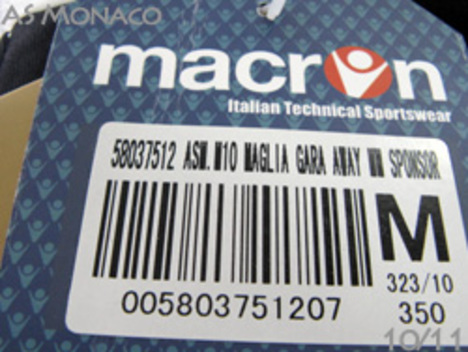 AS MONACO
macron
Italian Technical Sportswear
58037512 ASM.M10 MAGLIA GARA AWAY SPONSOR
M
323/10
005803751207
350
10/11